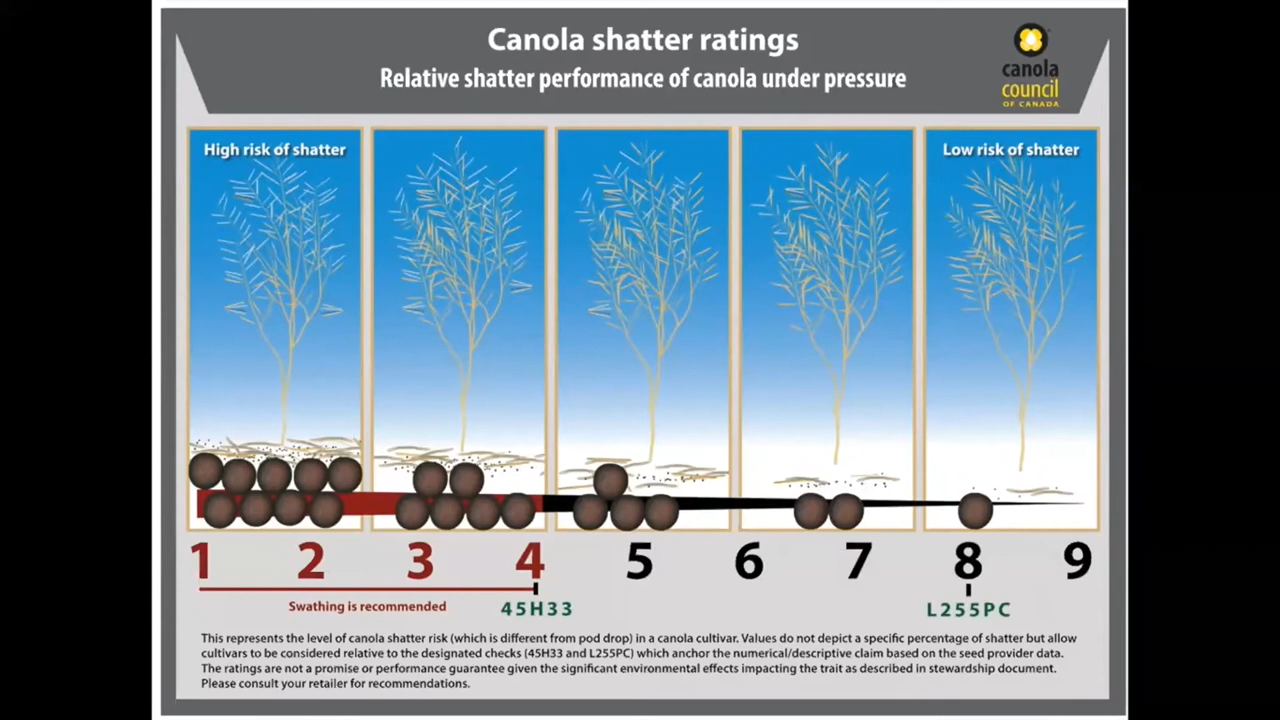 Canola shatter ratings
Relative shatter performance of canola under pressure
canola
council
OF CANADA
High risk of shatter
Low risk of shatter
1 2 3 4 5 6 7 8 9
Swathing is recommended
45H33
L255PC
This represents the level of canola shatter risk (which is different from pod drop) in a canola cultivar. Values do not depict a specific percentage of shatter but allow
cultivars to be considered relative to the designated checks (45H33 and L255PC) which anchor the numerical/descriptive claim based on the seed provider data.
The ratings are not a promise or performance guarantee given the significant environmental effects impacting the trait as described in stewardship document.
Please consult your retailer for recommendations.